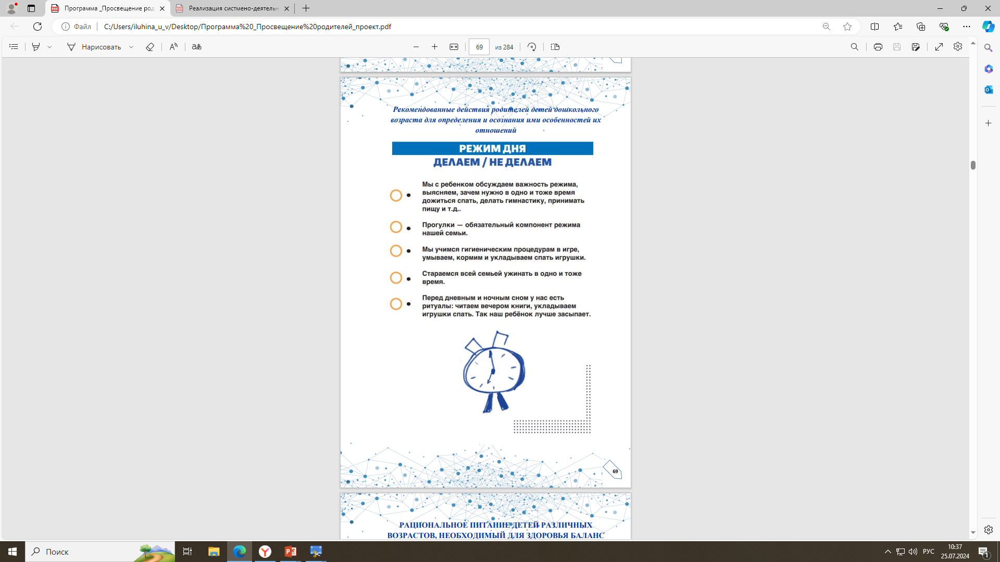 Программа _Просвещение род
Реализация систмено-деятельн
Файл
C:/Users/iluhina_u_v/Desktop/Программа%20_Просвещение%20родителей_проект.pdf
Нарисовать
аあ
69
из 284
Рекомендованные действия родителей детей дошкольного
возраста для определения и осознания ими особенностей их
отношений
РЕЖИМ ДНЯ
ДЕЛАЕМ / НЕ ДЕЛАЕМ
Мы с ребенком обсуждаем важность режима,
выясняем, зачем нужно в одно и тоже время
дожиться спать, делать гимнастику, принимать
пищу и т.д..
Прогулки — обязательный компонент режима
нашей семьи.
Мы учимся гигиеническим процедурам в игре,
умываем, кормим и укладываем спать игрушки.
Стараемся всей семьей ужинать в одно и тоже
время.
Перед дневным и ночным сном у нас есть
ритуалы: читаем вечером книги, укладываем
игрушки спать. Так наш ребёнок лучше засыпает.
69
РАЦИОНАЛЬНОЕ ПИТАНИЕ ДЕТЕЙ РАЗЛИЧНЫХ
ВОЗРАСТОВ, НЕОБХОДИМЫЙ ДЛЯ ЗДОРОВЬЯ БАЛАНС
Поиск
РУС
10:37
25.07.2024
1